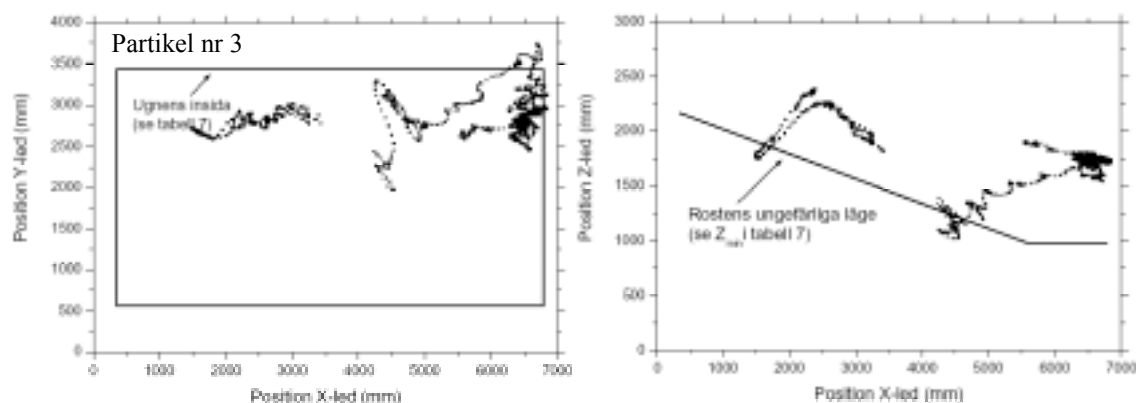 4000
Partikel nr 3
3500
Ugnens insida
(se tabell 7)
3000
2500
2000
1000
500
0
Position Y-led (mm)
0 1000 2000 3000 4000 5000 6000 7000
Position X-led (mm)
3000
2500
2000
1500
1000
500
0
Position Z-led (mm)
Rostens ungefärliga läge
(se Zmin i tabell 7)
0 1000 2000 3000 4000 5000 6000 7000
Position X-led (mm)